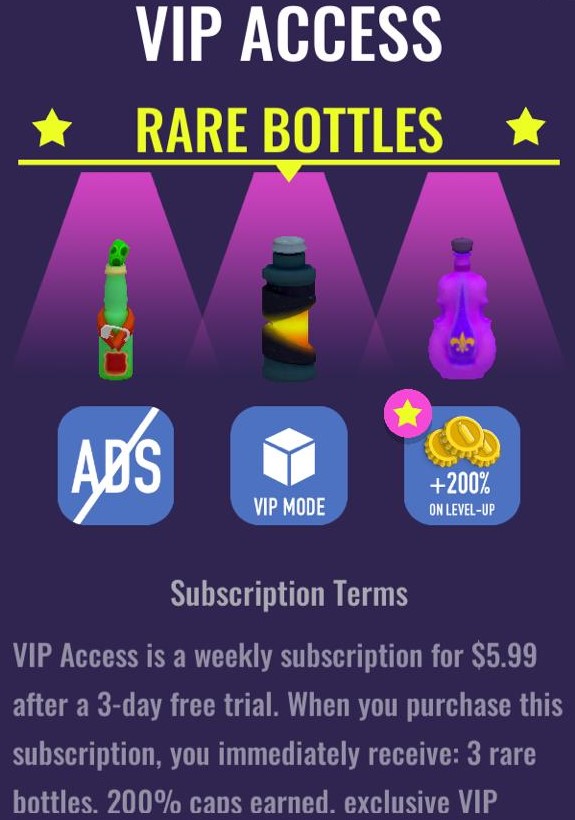 VIP ACCESS
RARE BOTTLES
ADS
VIP MODE
+200%
ON LEVEL-UP
Subscription Terms
VIP Access is a weekly subscription for $5.99
after a 3-day free trial. When you purchase this
subscription, you immediately receive: 3 rare
bottles, 200% caps earned, exclusive VIP